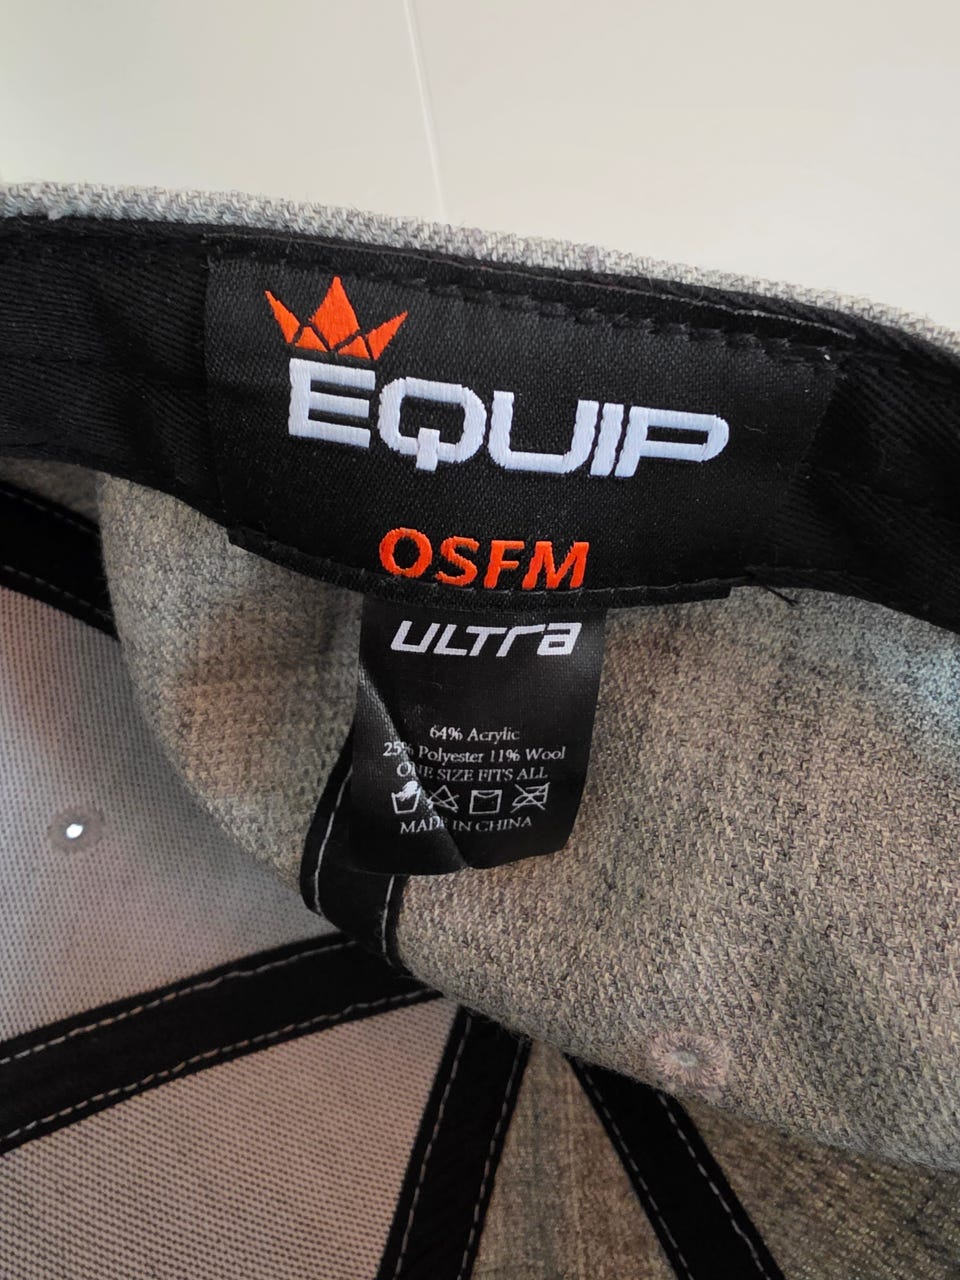 EQUIP
OSFM
ULTra
64% Acrylic
25% Polyester 11% Wool
ONE SIZE FITS ALL
MADE IN CHINA